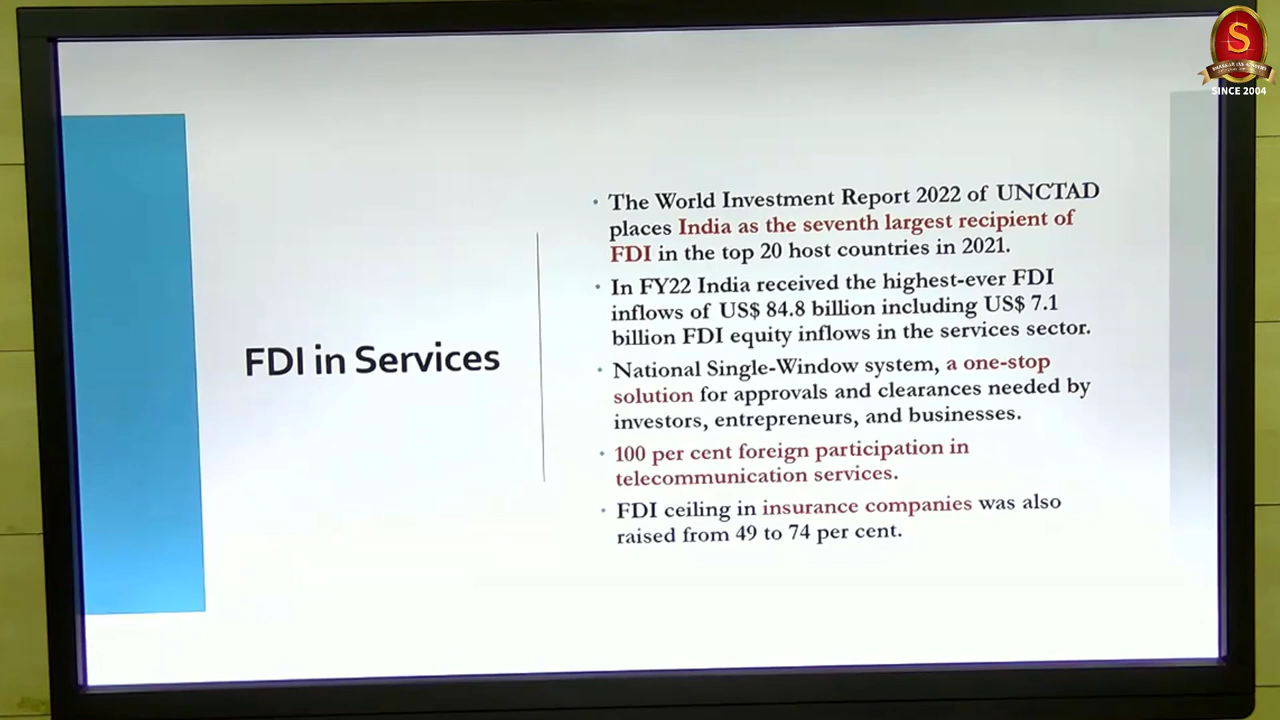 S
SINCE 2004
FDI in Services
• The World Investment Report 2022 of UNCTAD
places India as the seventh largest recipient of
FDI in the top 20 host countries in 2021.
• In FY22 India received the highest-ever FDI
inflows of US$ 84.8 billion including US$ 7.1
billion FDI equity inflows in the services sector.
• National Single-Window system, a one-stop
solution for approvals and clearances needed by
investors, entrepreneurs, and businesses.
• 100 per cent foreign participation in
telecommunication services.
• FDI ceiling in insurance companies was also
raised from 49 to 74 per cent.